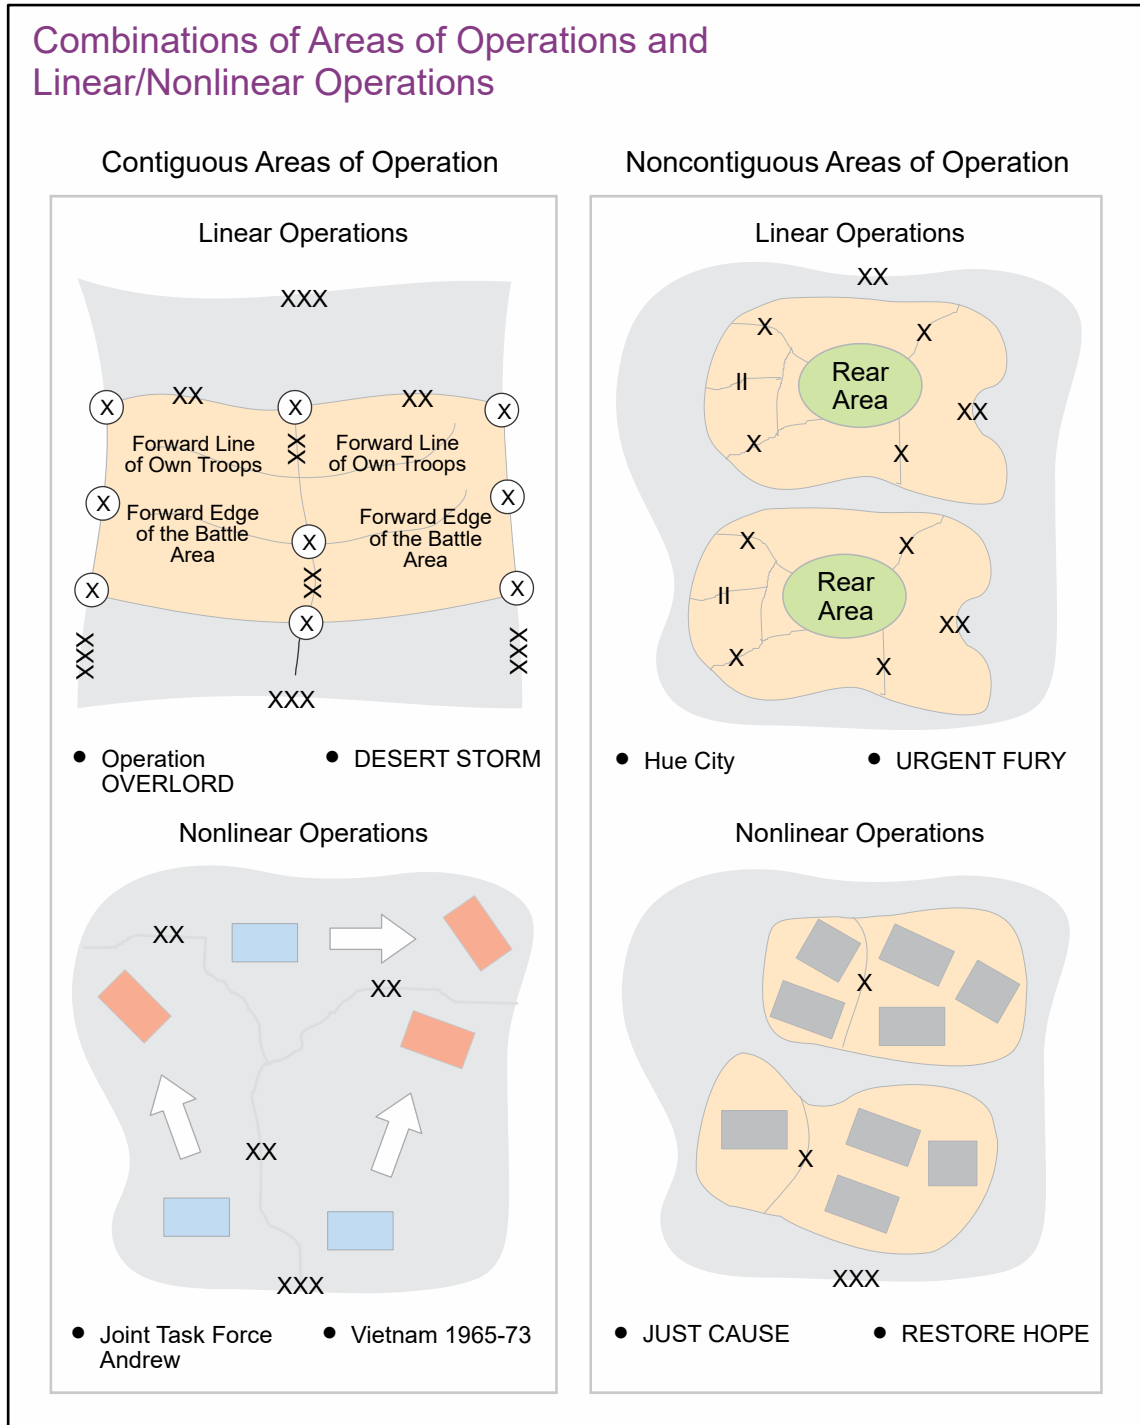 Combinations of Areas of Operations and
Linear/Nonlinear Operations
Contiguous Areas of Operation
Linear Operations
XXX
XX
XX
X
X
X
XX
Forward Line
of Own Troops
Forward Line
of Own Troops
X
X
Forward Edge
of the Battle
Area
Forward Edge
of the Battle
Area
X
XX
X
X
X
XXX
XXX
XXX
• Operation
OVERLORD
• DESERT STORM
Nonlinear Operations
XX
XX
XX
XXX
• Joint Task Force
Andrew
• Vietnam 1965-73
Noncontiguous Areas of Operation
Linear Operations
XX
X
X
II
Rear
Area
XX
X
X
X
X
II
Rear
Area
XX
X
X
• Hue City
• URGENT FURY
Nonlinear Operations
X
X
XXX
• JUST CAUSE
• RESTORE HOPE